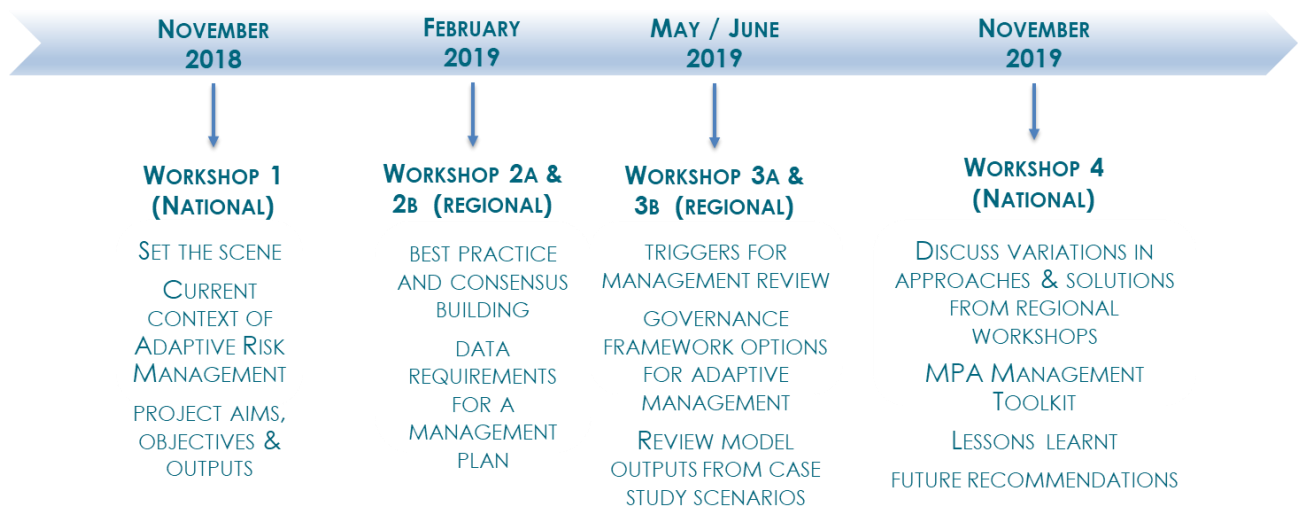 November
2018
February
2019
May / June
2019
November
2019
Workshop 1
(National)
Set the scene
Current
context of
Adaptive Risk
Management
project aims,
objectives &
outputs
Workshop 2a &
2b (regional)
best practice
and consensus
building
data
requirements
for a
management
plan
Workshop 3a &
3b (regional)
triggers for
management review
governance
framework options
for adaptive
management
Review model
outputs from case
study scenarios
Workshop 4
(National)
Discuss variations in
approaches & solutions
from regional
workshops
MPA Management
Toolkit
Lessons learnt
future recommendations